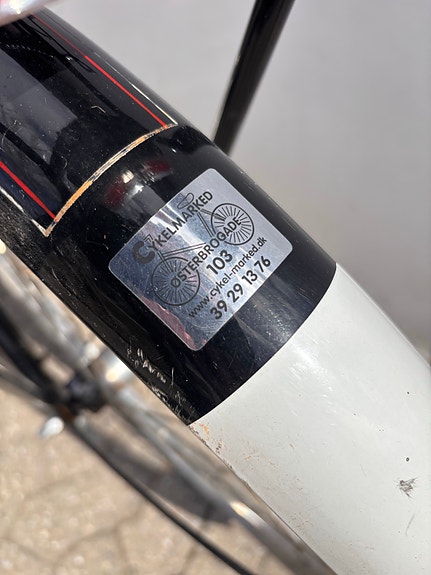 CYKELMARKED
ØSTERBROGADE
103
www.cykel-marked.dk
39 29 13 76